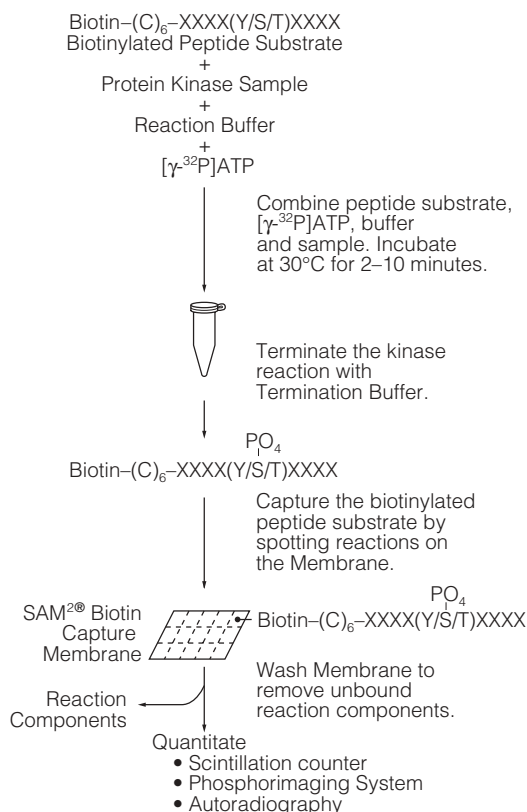 Biotin–(C)₆–XXXX(Y/S/T)XXXX
Biotinylated Peptide Substrate
+
Protein Kinase Sample
+
Reaction Buffer
+
[γ-³²P]ATP
Combine peptide substrate,
[γ-³²P]ATP, buffer
and sample. Incubate
at 30°C for 2–10 minutes.
Terminate the kinase
reaction with
Termination Buffer.
PO₄
Biotin–(C)₆–XXXX(Y/S/T)XXXX
Capture the biotinylated
peptide substrate by
spotting reactions on
the Membrane.
SAM²® Biotin
Capture
Membrane
PO₄
Biotin–(C)₆–XXXX(Y/S/T)XXXX
Wash Membrane to
remove unbound
reaction components.
Reaction
Components
Quantitate
• Scintillation counter
• Phosphorimaging System
• Autoradiography